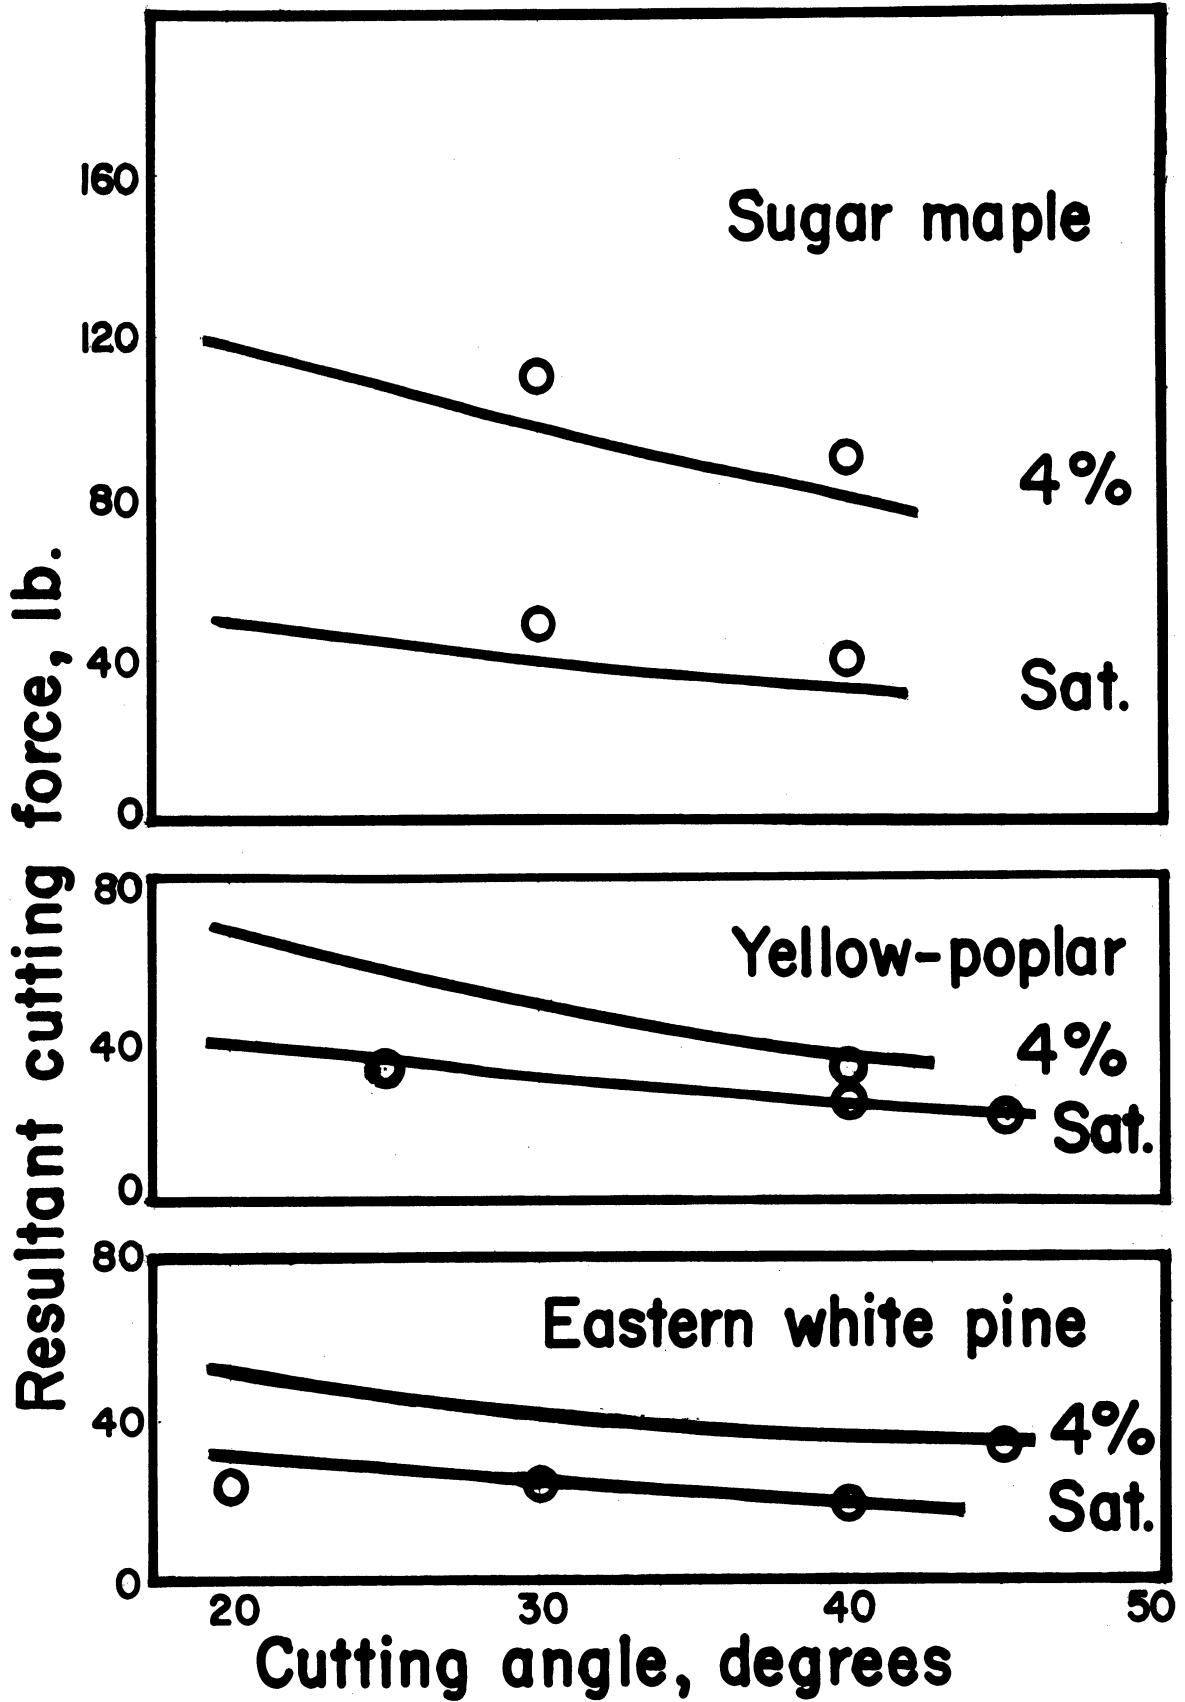 160
Sugar maple
120
4%
80
40
Sat.
0
80
Yellow-poplar
4%
40
Sat.
0
80
Eastern white pine
4%
40
Sat.
0
20 30 40 50
Cutting angle, degrees
Resultant cutting force, lb.